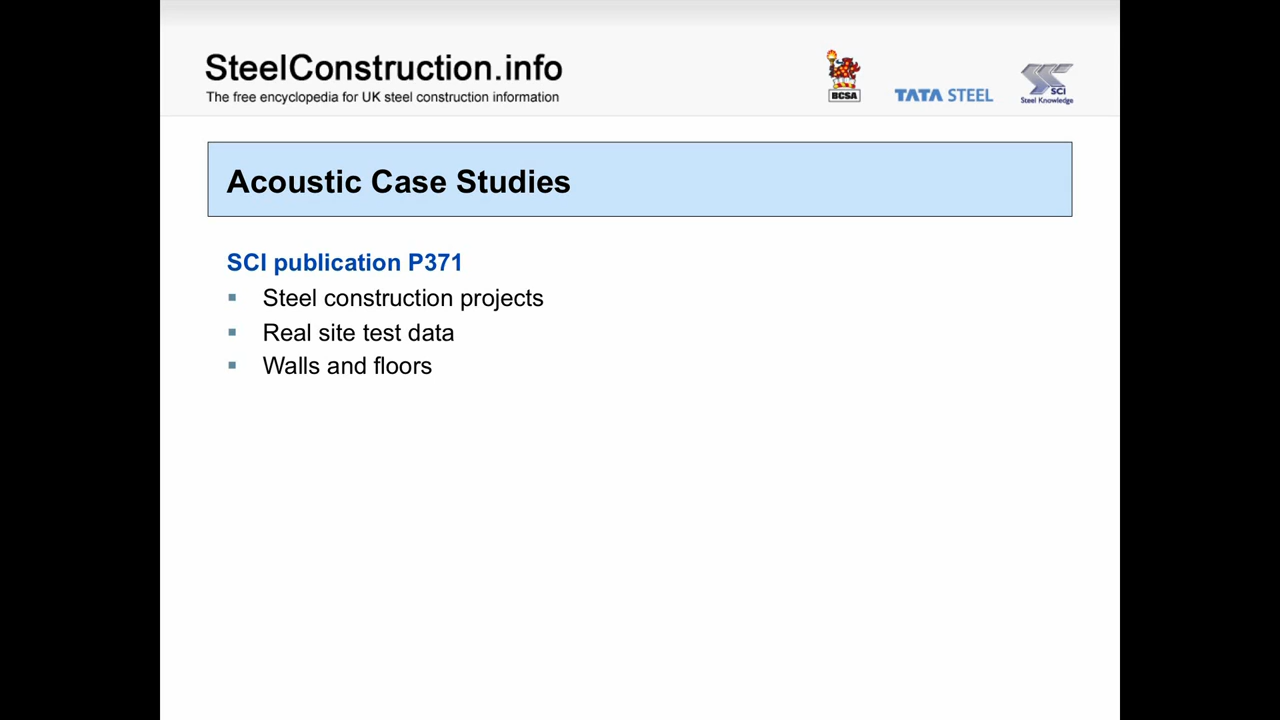 SteelConstruction.info
The free encyclopedia for UK steel construction information
BCSA
TATA STEEL
SCI
Steel Knowledge
Acoustic Case Studies
SCI publication P371
Steel construction projects
Real site test data
Walls and floors